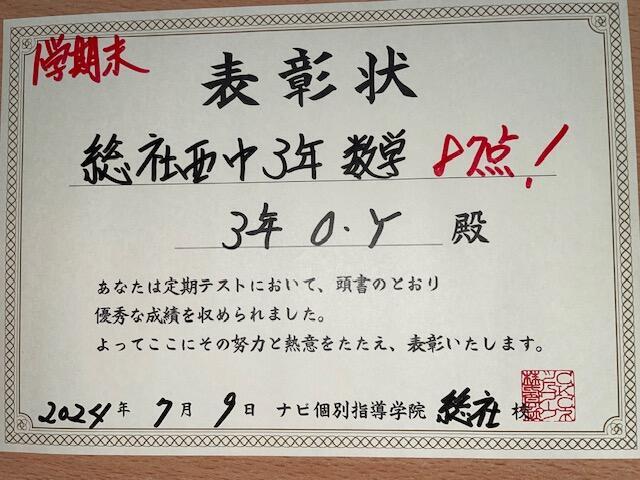 1学期末
表彰状
総社西中3年 数学 87点！
3年 O.Y 殿
あなたは定期テストにおいて、頭書のとおり
優秀な成績を収められました。
よってここにその努力と熱意をたたえ、表彰いたします。
2024年 7月 9日 ナビ個別指導学院 総社 校